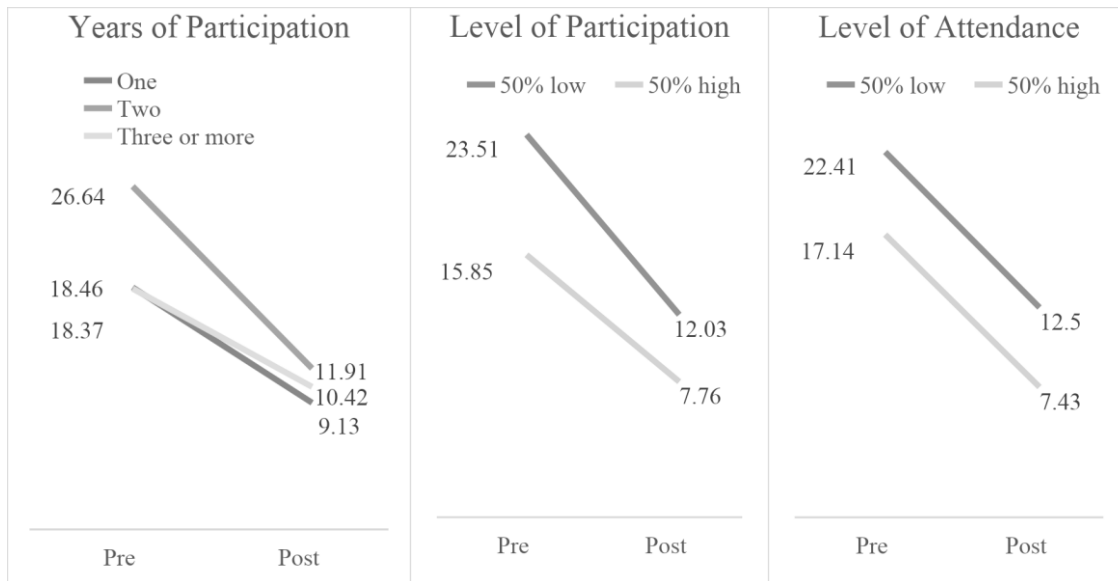 Years of Participation
One
Two
Three or more
26.64
18.46
18.37
11.91
10.42
9.13
Pre Post
Level of Participation
50% low 50% high
23.51
15.85
12.03
7.76
Pre Post
Level of Attendance
50% low 50% high
22.41
17.14
12.5
7.43
Pre Post